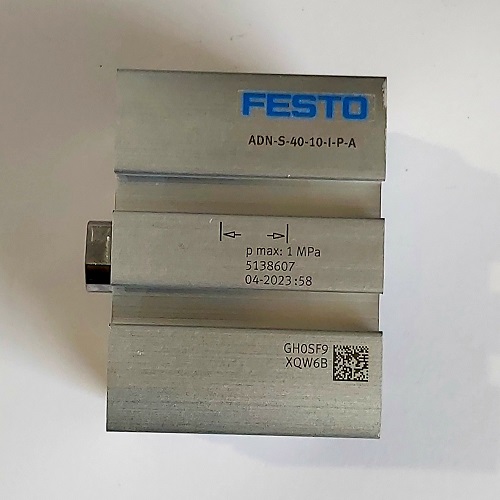 FESTO
ADN-S-40-10-I-P-A
p max: 1 MPa
5138607
04-2023:58
GH0SF9
XQW6B